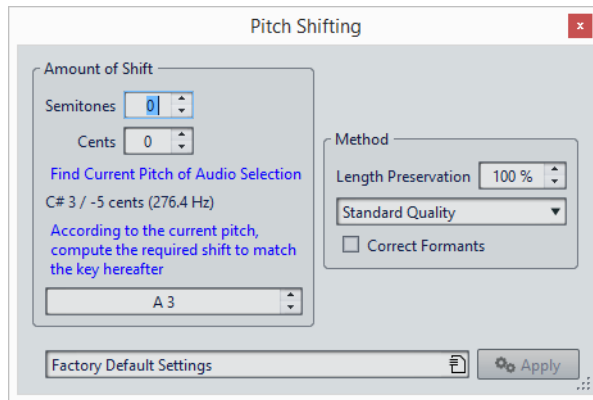 Pitch Shifting
x
Amount of Shift
Semitones 0
Cents 0
Find Current Pitch of Audio Selection
C# 3 / -5 cents (276.4 Hz)
According to the current pitch,
compute the required shift to match
the key hereafter
A 3
Method
Length Preservation 100 %
Standard Quality
Correct Formants
Factory Default Settings
Apply